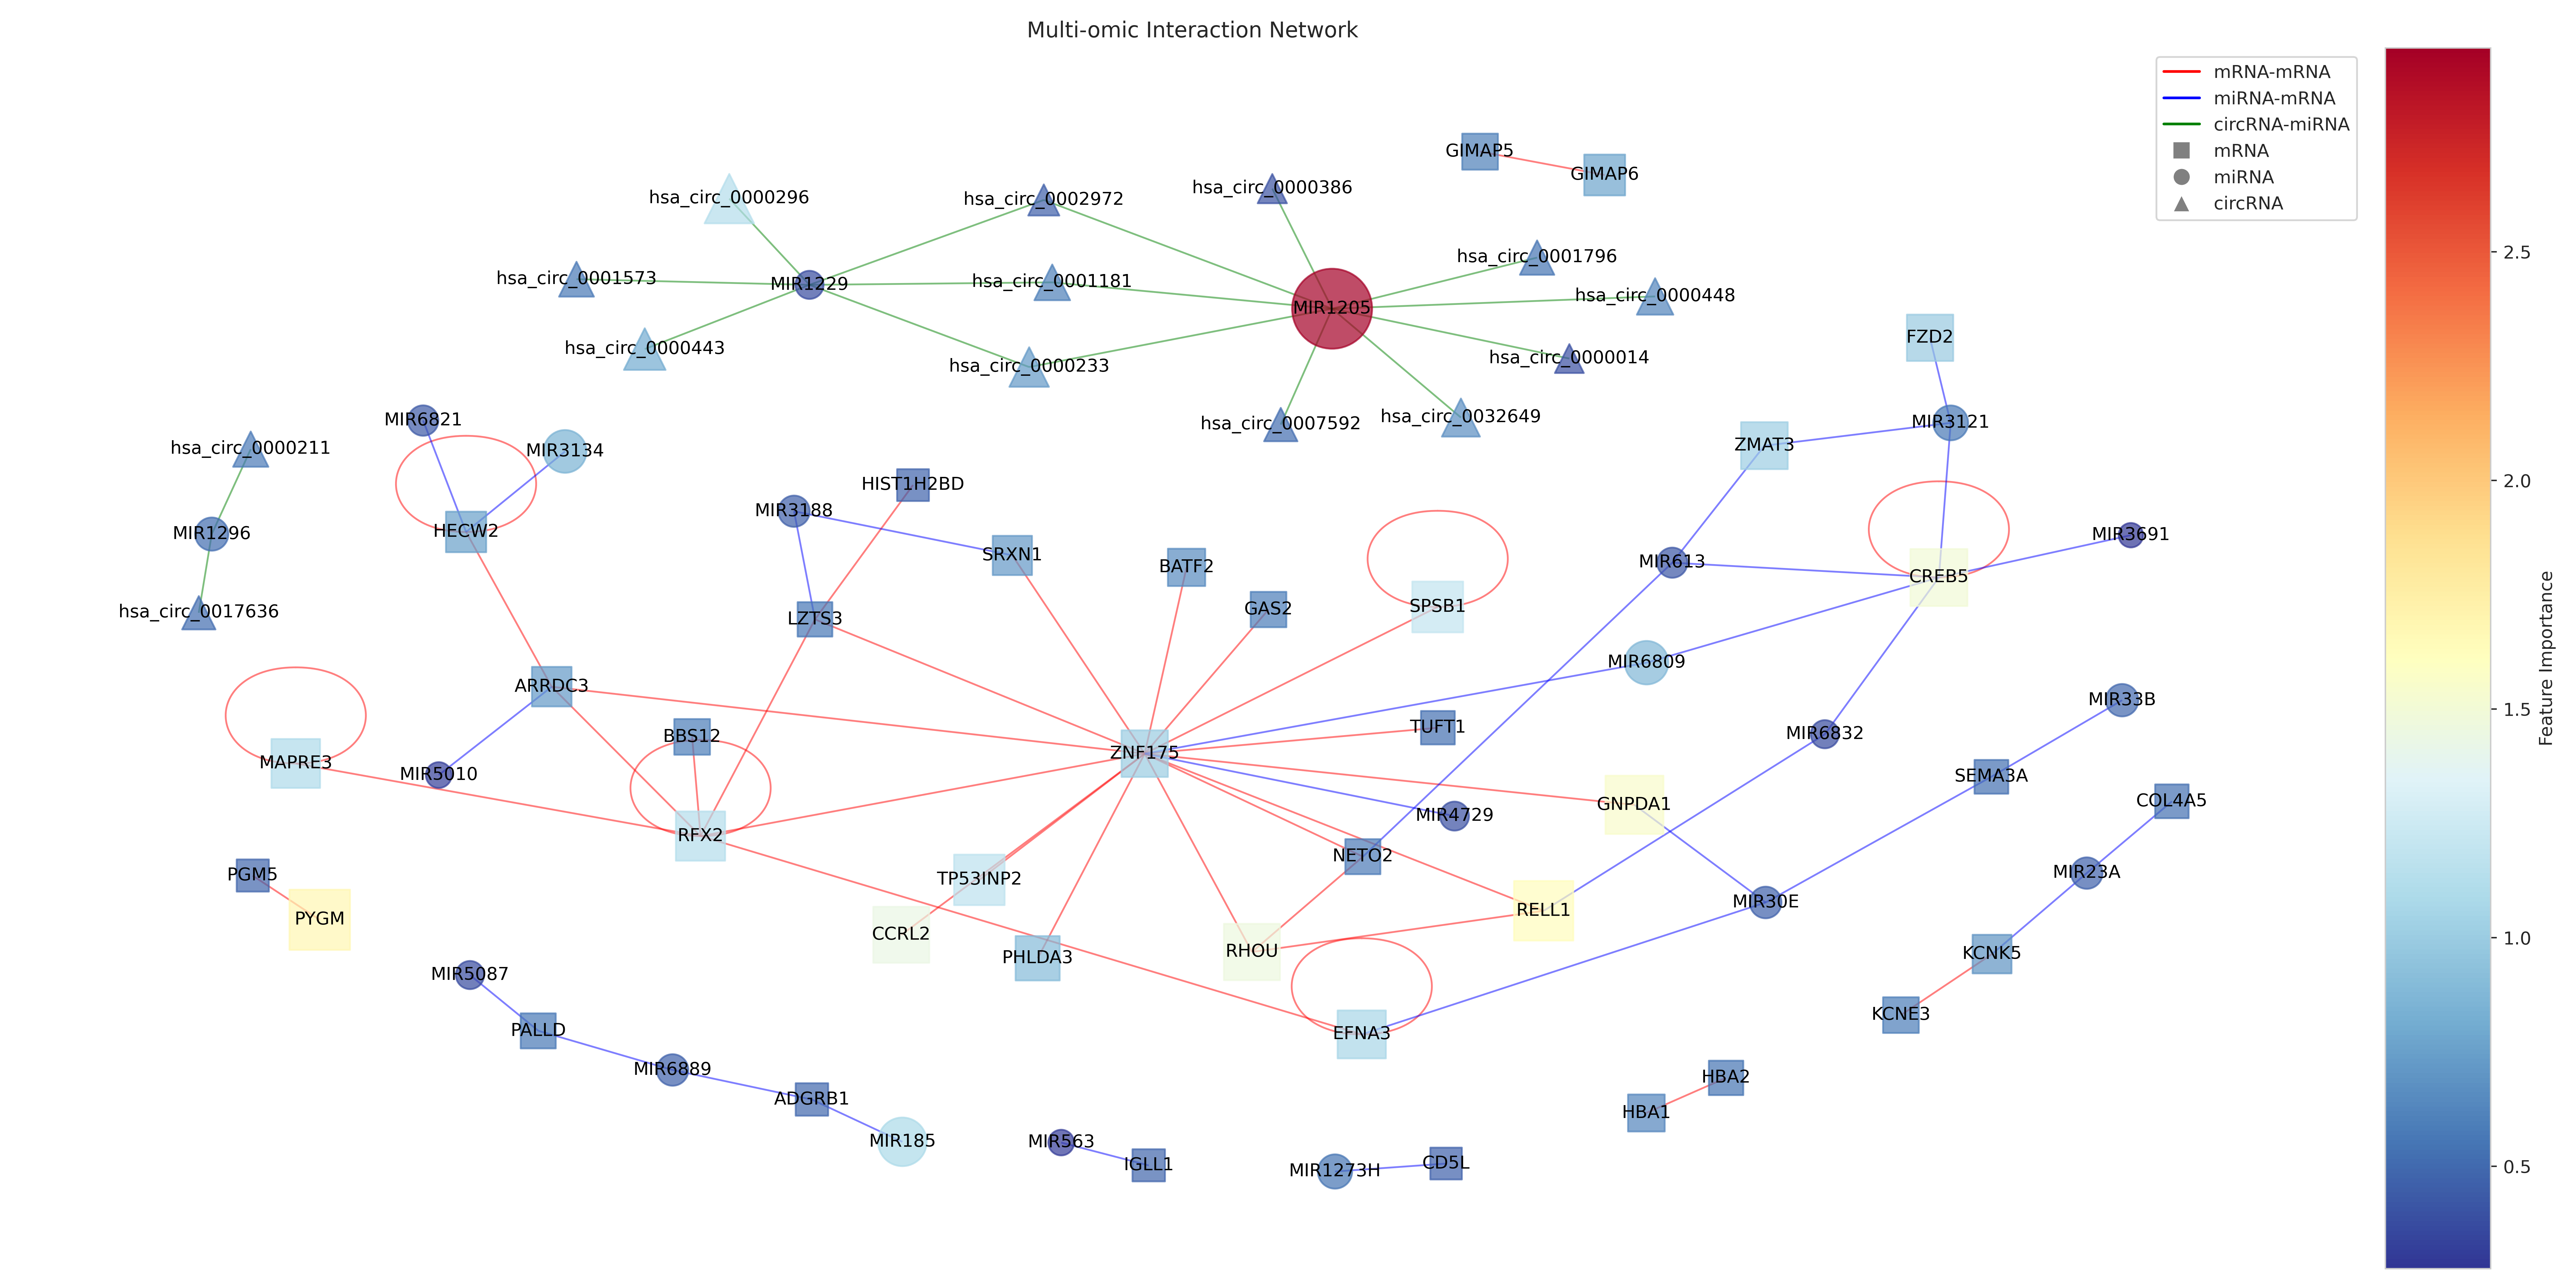 Multi-omic Interaction Network
mRNA-mRNA
miRNA-mRNA
circRNA-miRNA
mRNA
miRNA
circRNA
GIMAP5
GIMAP6
hsa_circ_0000296
hsa_circ_0002972
hsa_circ_0000386
hsa_circ_0001796
hsa_circ_0001573
MIR1229
hsa_circ_0001181
hsa_circ_0000448
MIR1205
hsa_circ_0000443
hsa_circ_0000233
hsa_circ_0000014
FZD2
hsa_circ_0007592
hsa_circ_0032649
MIR3121
MIR6821
hsa_circ_0000211
MIR3134
ZMAT3
HIST1H2BD
MIR3188
MIR1296
HECW2
MIR3691
SRXN1
BATF2
MIR613
CREB5
hsa_circ_0017636
LZTS3
GAS2
SPSB1
MIR6809
ARRDC3
MIR33B
BBS12
TUFT1
MIR6832
ZNF175
MAPRE3
MIR5010
SEMA3A
COL4A5
GNPDA1
MIR4729
RFX2
NETO2
PGM5
TP53INP2
MIR23A
MIR30E
PYGM
CCRL2
RELL1
PHLDA3
RHOU
KCNK5
MIR5087
KCNE3
PALLD
EFNA3
MIR6889
HBA2
ADGRB1
HBA1
MIR185
MIR563
IGLL1
MIR1273H
CD5L
2.5
2.0
1.5
1.0
0.5
Feature Importance